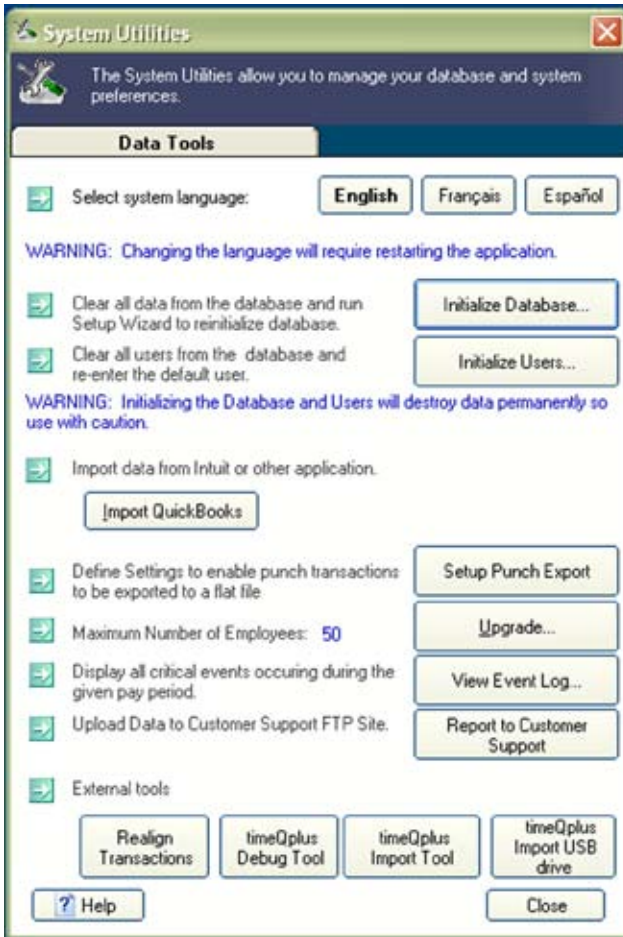 System Utilities
The System Utilities allow you to manage your database and system
preferences.
Data Tools
Select system language:
English
Français
Español
WARNING: Changing the language will require restarting the application.
Clear all data from the database and run
Setup Wizard to reinitialize database.
Initialize Database...
Clear all users from the database and
re-enter the default user.
Initialize Users...
WARNING: Initializing the Database and Users will destroy data permanently so
use with caution.
Import data from Intuit or other application.
Import QuickBooks
Define Settings to enable punch transactions
to be exported to a flat file
Setup Punch Export
Maximum Number of Employees: 50
Upgrade...
Display all critical events occuring during the
given pay period.
View Event Log...
Upload Data to Customer Support FTP Site.
Report to Customer
Support
External tools
Realign
Transactions
timeQplus
Debug Tool
timeQplus
Import Tool
timeQplus
Import USB
drive
? Help
Close